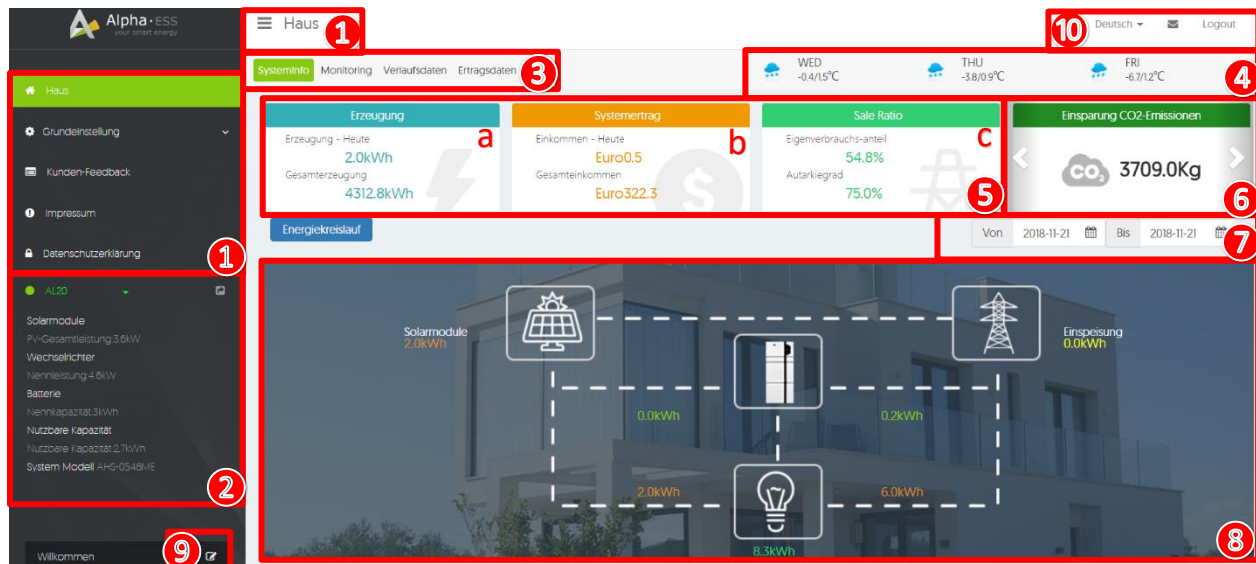 Alpha·ESS
your smart energy
Haus
1
Haus
Grundeinstellung
Kunden-Feedback
Impressum
Datenschutzerklärung
1
AL20
Solarmodule
PV-Gesamtleistung:3.6kW
Wechselrichter
Nennleistung:4.6kW
Batterie
Nennkapazität:3kWh
Nutzbare Kapazität
Nutzbare Kapazität:2.7kWh
System Modell AHS-0548ME
2
Willkommen
9
10
Deutsch
Logout
SystemInfo Monitoring Verlaufsdaten Ertragsdaten
3
WED
-0.4/1.5°C
THU
-3.8/0.9°C
FRI
-6.7/1.2°C
4
Erzeugung
a
Erzeugung - Heute
2.0kWh
Gesamterzeugung
4312.8kWh
Systemertrag
b
Einkommen - Heute
Euro0.5
Gesamteinkommen
Euro322.3
$
Sale Ratio
c
Eigenverbrauchs-anteil
54.8%
Autarkiegrad
75.0%
5
Einsparung CO2-Emissionen
CO2
3709.0Kg
6
Energiekreislauf
Von 2018-11-21 Bis 2018-11-21
7
Solarmodule
2.0kWh
Einspeisung
0.0kWh
0.0kWh
0.2kWh
2.0kWh
6.0kWh
8.3kWh
8